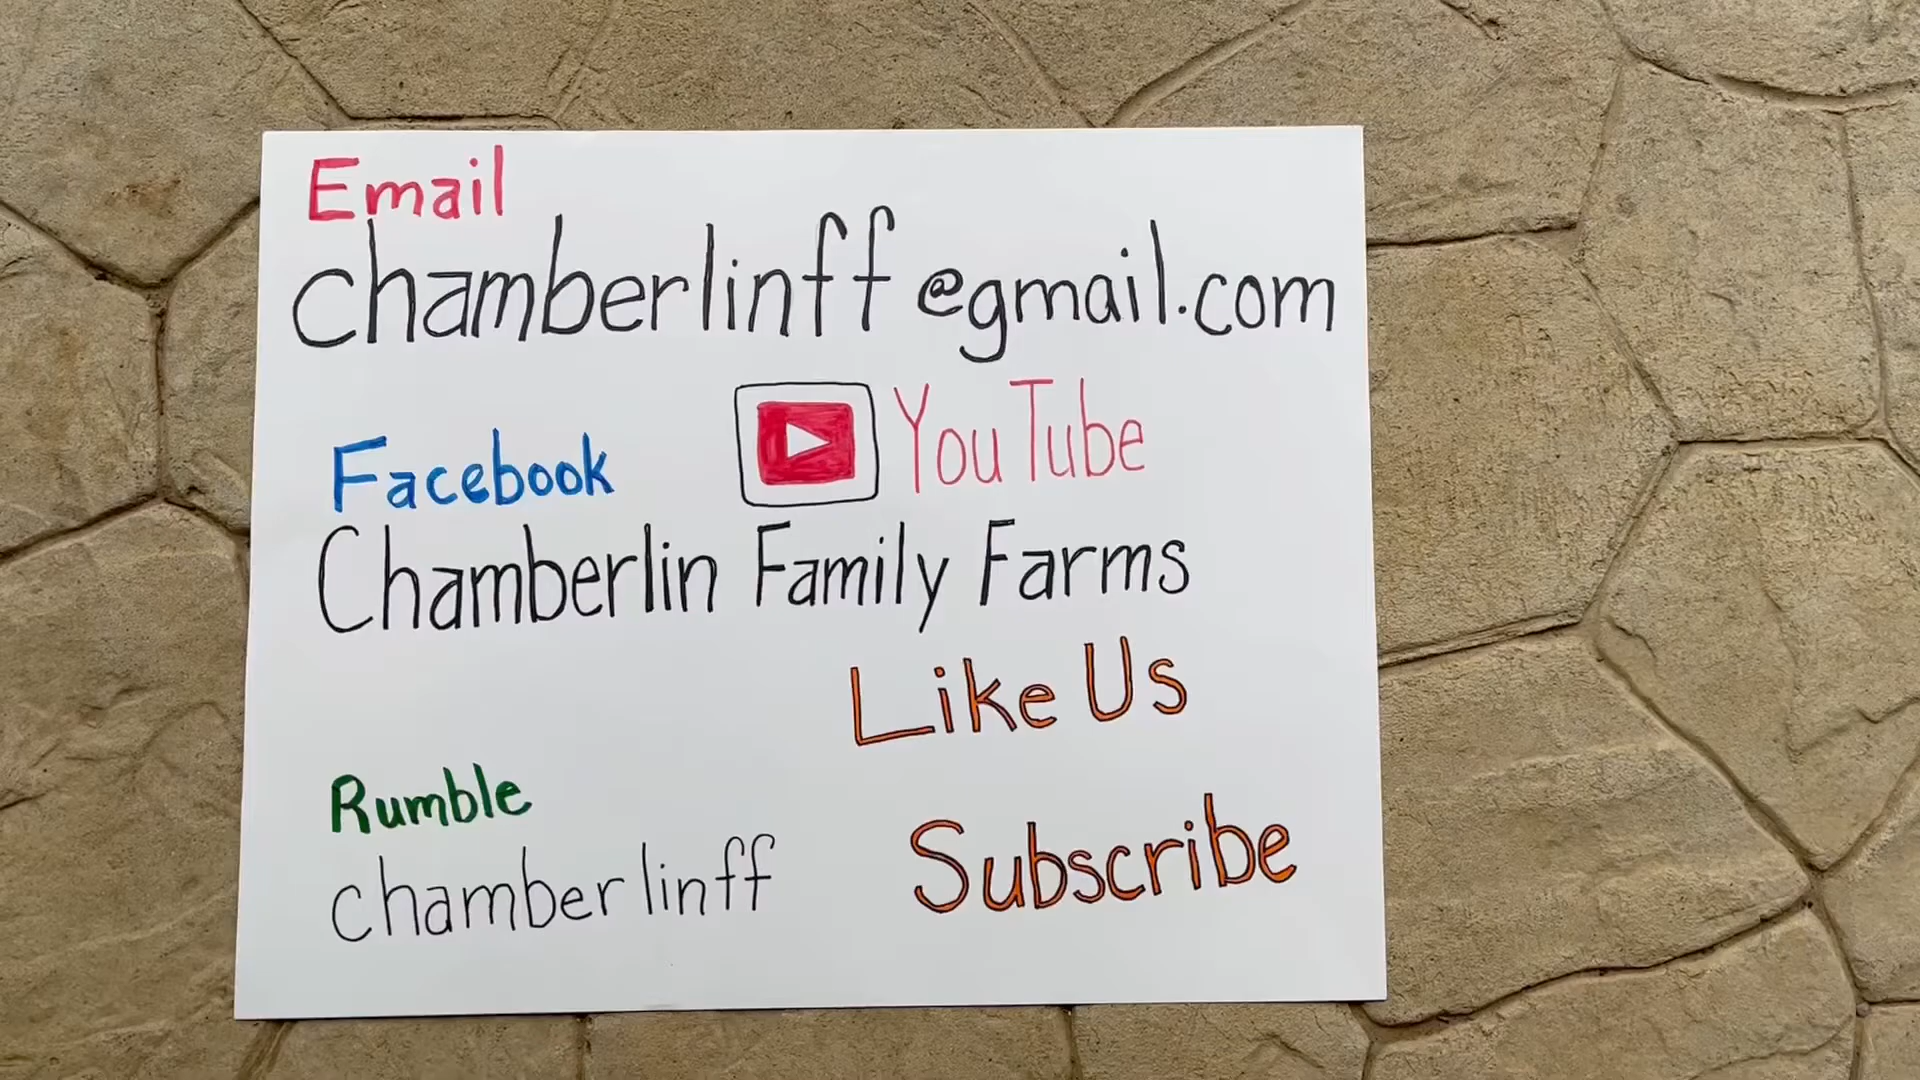 Email
chamberlinff@gmail.com
Facebook
YouTube
Chamberlin Family Farms
Like Us
Rumble
chamberlinff
Subscribe